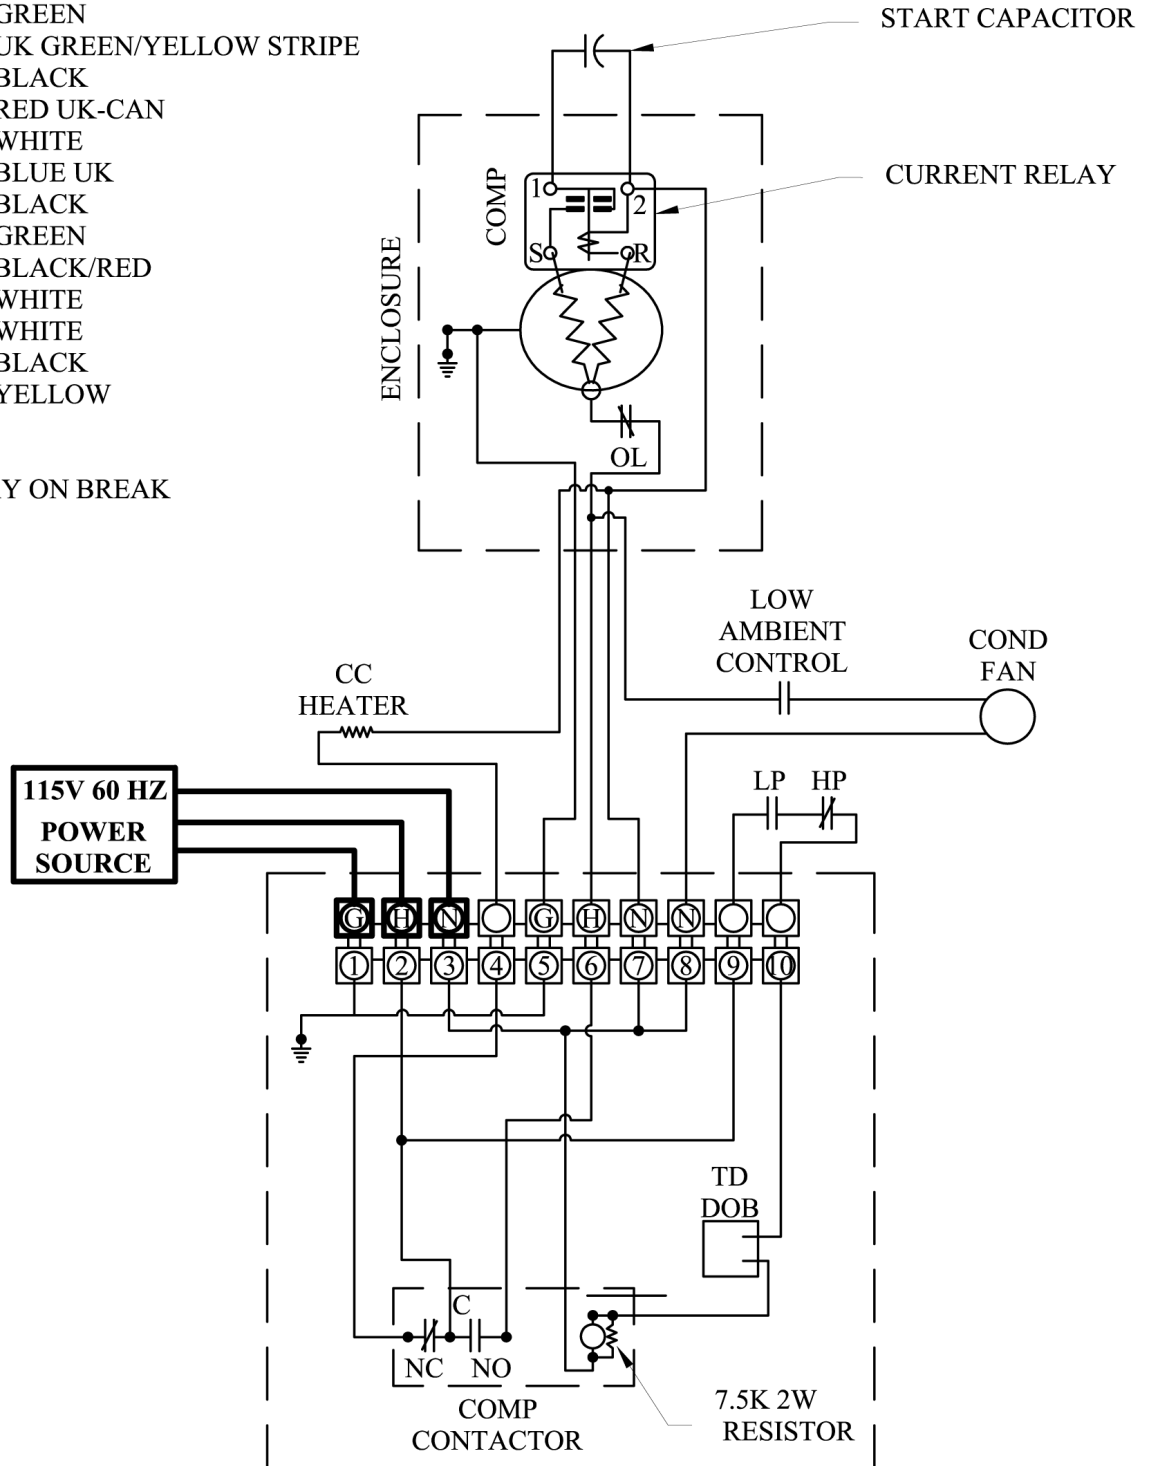 GREEN
UK GREEN/YELLOW STRIPE
BLACK
RED UK-CAN
WHITE
BLUE UK
BLACK
GREEN
BLACK/RED
WHITE
WHITE
BLACK
YELLOW
Y ON BREAK
START CAPACITOR
CURRENT RELAY
COMP
1
2
S
R
ENCLOSURE
OL
LOW
AMBIENT
CONTROL
COND
FAN
CC
HEATER
LP HP
115V 60 HZ
POWER
SOURCE
G H N G H N N
1 2 3 4 5 6 7 8 9 10
TD
DOB
C
NC NO
COMP
CONTACTOR
7.5K 2W
RESISTOR